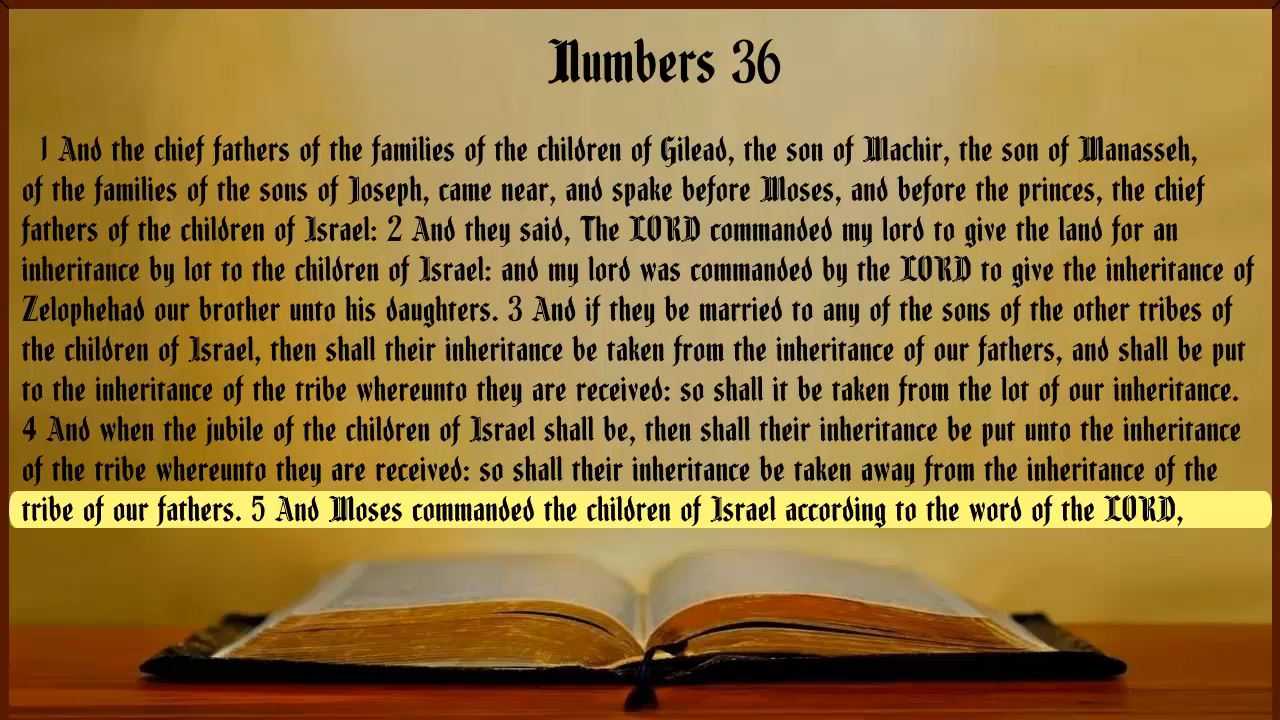 Numbers 36
1 And the chief fathers of the families of the children of Gilead, the son of Machir, the son of Manasseh,
of the families of the sons of Joseph, came near, and spake before Moses, and before the princes, the chief
fathers of the children of Israel: 2 And they said, The LORD commanded my lord to give the land for an
inheritance by lot to the children of Israel: and my lord was commanded by the LORD to give the inheritance of
Zelophehad our brother unto his daughters. 3 And if they be married to any of the sons of the other tribes of
the children of Israel, then shall their inheritance be taken from the inheritance of our fathers, and shall be put
to the inheritance of the tribe whereunto they are received: so shall it be taken from the lot of our inheritance.
4 And when the jubile of the children of Israel shall be, then shall their inheritance be put unto the inheritance
of the tribe whereunto they are received: so shall their inheritance be taken away from the inheritance of the
tribe of our fathers. 5 And Moses commanded the children of Israel according to the word of the LORD,